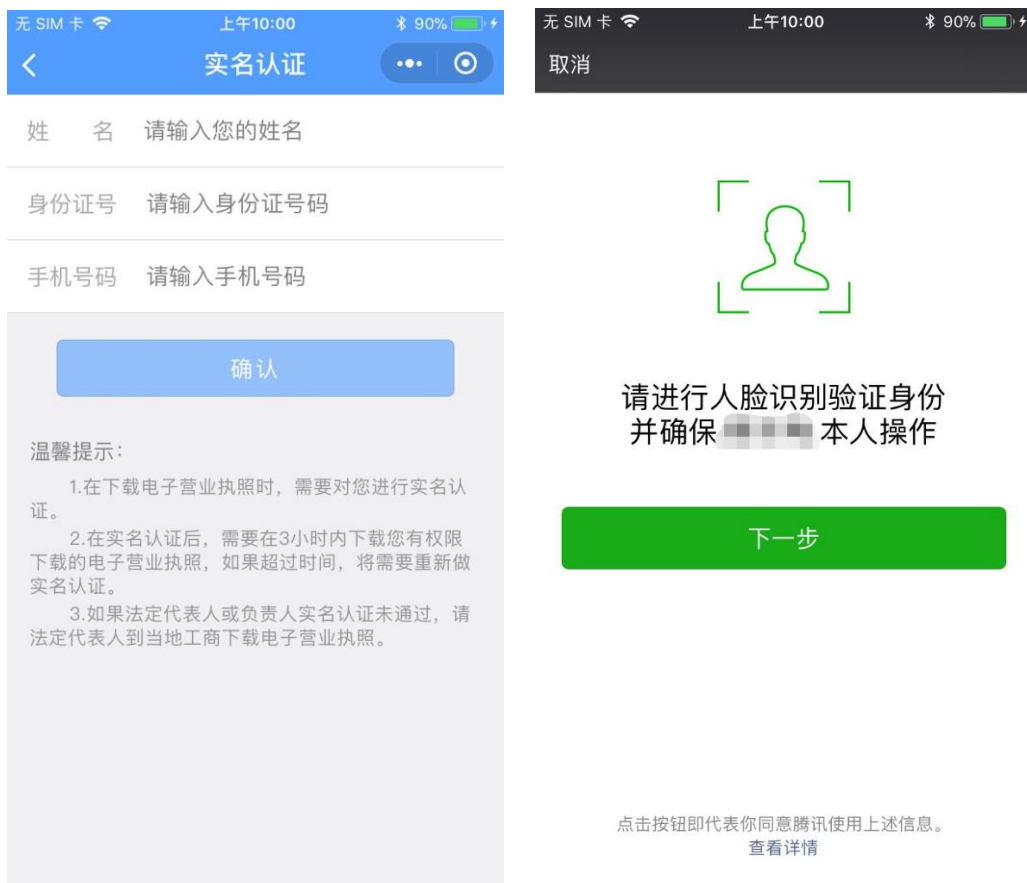 无 SIM 卡 上午10:00 90%
实名认证
姓 名 请输入您的姓名
身份证号 请输入身份证号码
手机号码 请输入手机号码
确认
温馨提示：
1.在下载电子营业执照时，需要对您进行实名认
证。
2.在实名认证后，需要在3小时内下载您有权限
下载的电子营业执照，如果超过时间，将需要重新做
实名认证。
3.如果法定代表人或负责人实名认证未通过，请
法定代表人到当地工商下载电子营业执照。
无 SIM 卡 上午10:00 90%
取消
请进行人脸识别验证身份
并确保 本人操作
下一步
点击按钮即代表你同意腾讯使用上述信息。
查看详情